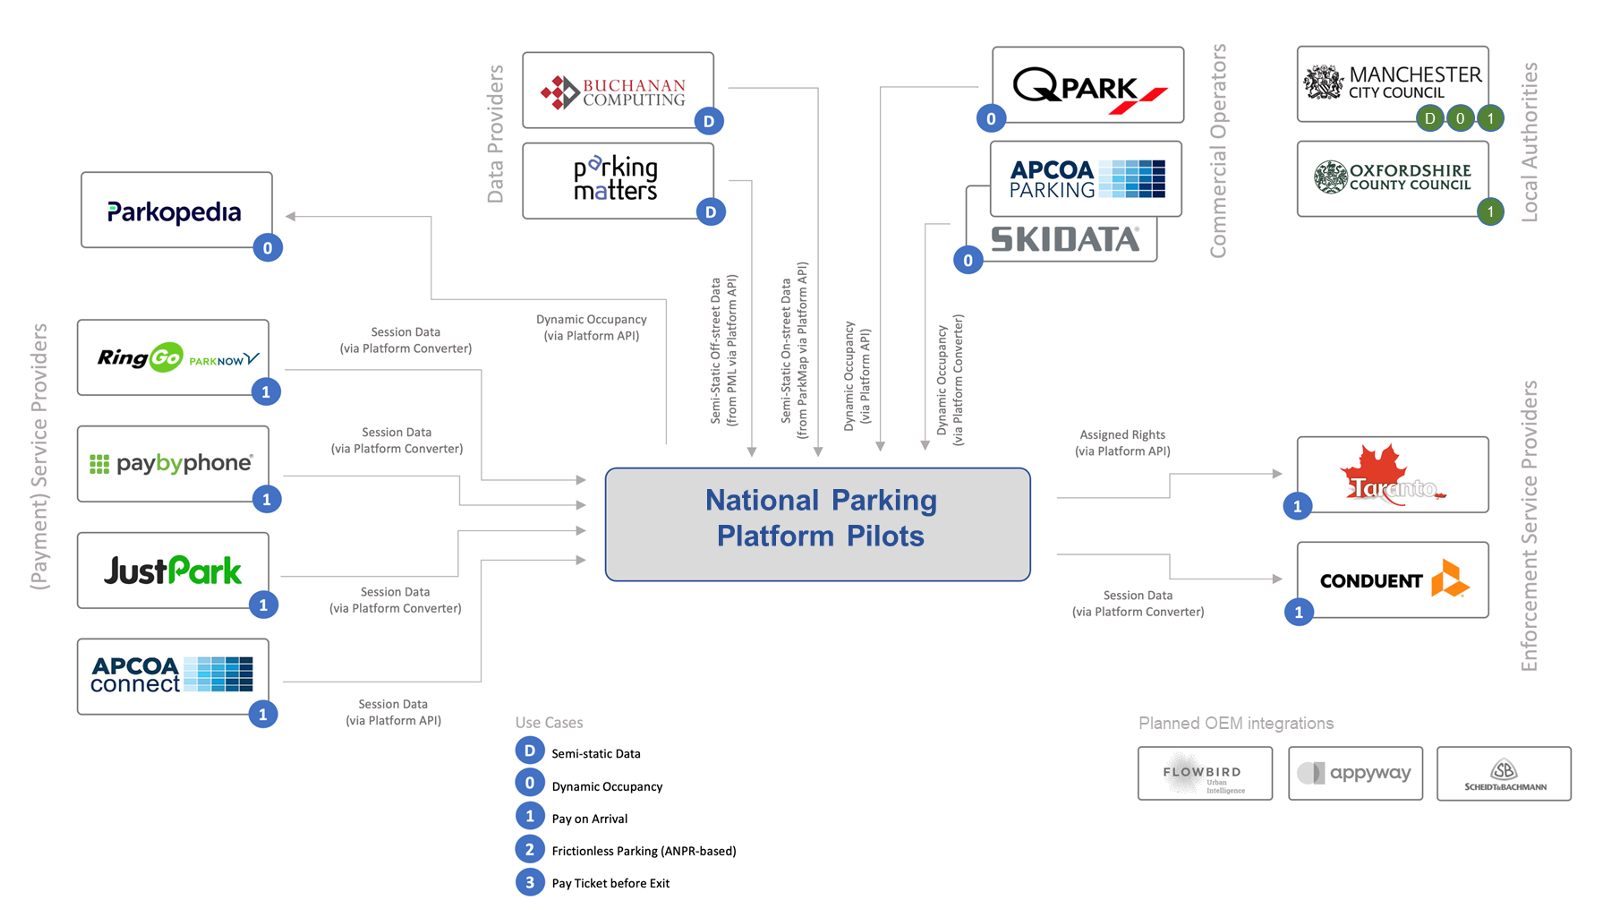 Data Providers
BUCHANAN
COMPUTING
D
parking
matters
D
QPARK
0
APCOA
PARKING
SKIDATA
0
Commercial Operators
MANCHESTER
CITY COUNCIL
D 0 1
OXFORDSHIRE
COUNTY COUNCIL
1
Local Authorities
Parkopedia
0
(Payment) Service Providers
RingGo PARKNOW
1
paybyphone
1
JustPark
1
APCOA
connect
1
Session Data
(via Platform Converter)
Session Data
(via Platform Converter)
Session Data
(via Platform Converter)
Session Data
(via Platform API)
Dynamic Occupancy
(via Platform API)
Semi-Static Off-street Data
(from PML via Platform API)
Semi-Static On-street Data
(from ParkMap via Platform API)
Dynamic Occupancy
(via Platform API)
Dynamic Occupancy
(via Platform Converter)
National Parking
Platform Pilots
Assigned Rights
(via Platform API)
Session Data
(via Platform Converter)
Taranto
1
CONDUENT
1
Enforcement Service Providers
Use Cases
D Semi-static Data
0 Dynamic Occupancy
1 Pay on Arrival
2 Frictionless Parking (ANPR-based)
3 Pay Ticket before Exit
Planned OEM integrations
FLOWBIRD
Urban
Intelligence
appyway
SB
SCHEIDT&BACHMANN